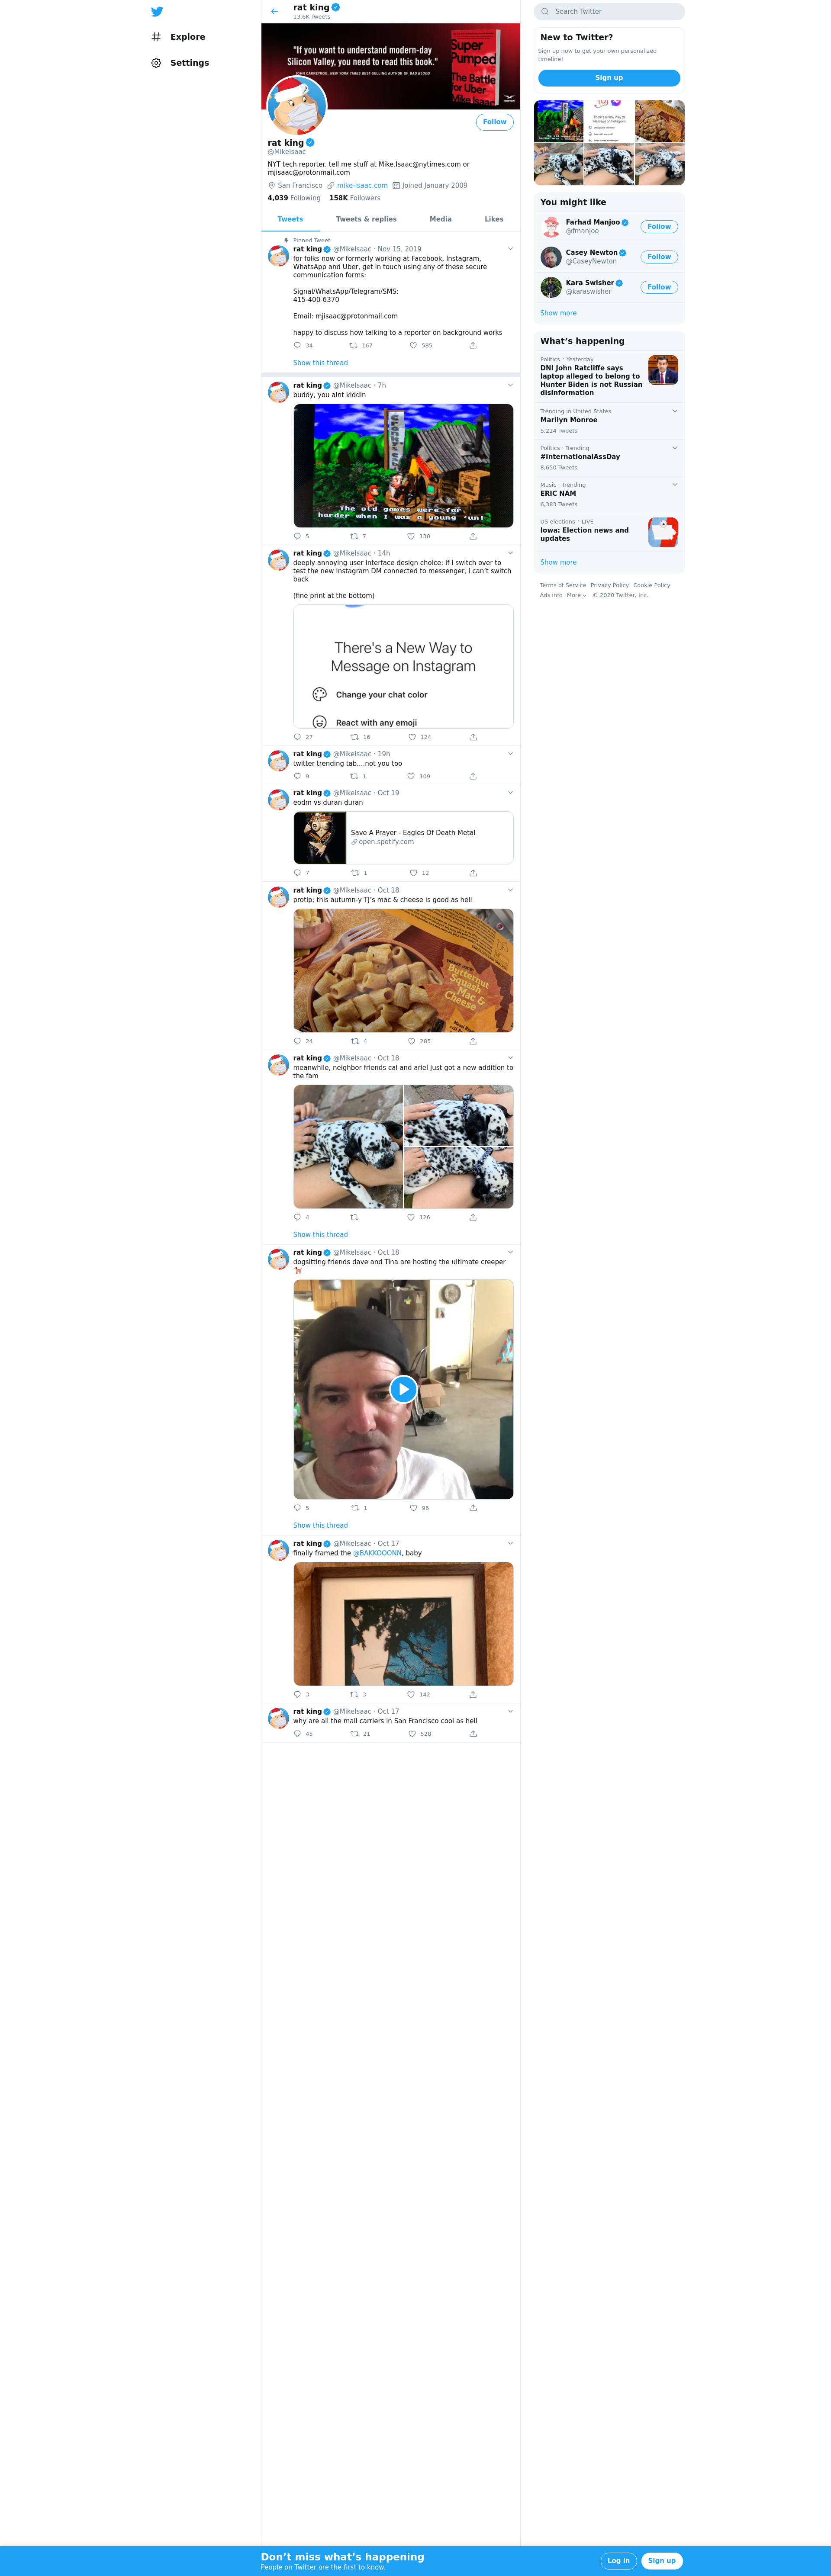 Explore
Settings
rat king
13.6K Tweets
"If you want to understand modern-day
Silicon Valley, you need to read this book."
JOHN CARREYROU, NEW YORK TIMES BEST-SELLING AUTHOR OF BAD BLOOD
Super
Pumped
The Battle
for Uber
Mike Isaac
Follow
rat king
@MikeIsaac
NYT tech reporter. tell me stuff at Mike.Isaac@nytimes.com or
mjisaac@protonmail.com
San Francisco mike-isaac.com Joined January 2009
4,039 Following 158K Followers
Tweets Tweets & replies Media Likes
Pinned Tweet
rat king @MikeIsaac · Nov 15, 2019
for folks now or formerly working at Facebook, Instagram,
WhatsApp and Uber, get in touch using any of these secure
communication forms:
Signal/WhatsApp/Telegram/SMS:
415-400-6370
Email: mjisaac@protonmail.com
happy to discuss how talking to a reporter on background works
34 167 585
Show this thread
rat king @MikeIsaac · 7h
buddy, you aint kiddin
The old games were far
harder when I was a young 'un!
5 7 130
rat king @MikeIsaac · 14h
deeply annoying user interface design choice: if i switch over to
test the new Instagram DM connected to messenger, i can't switch
back
(fine print at the bottom)
There's a New Way to
Message on Instagram
Change your chat color
React with any emoji
27 16 124
rat king @MikeIsaac · 19h
twitter trending tab....not you too
9 1 109
rat king @MikeIsaac · Oct 19
eodm vs duran duran
Save A Prayer - Eagles Of Death Metal
open.spotify.com
7 1 12
rat king @MikeIsaac · Oct 18
protip; this autumn-y TJ's mac & cheese is good as hell
Butternut
Squash
Mac &
Cheese
24 4 285
rat king @MikeIsaac · Oct 18
meanwhile, neighbor friends cal and ariel just got a new addition to
the fam
4 126
Show this thread
rat king @MikeIsaac · Oct 18
dogsitting friends dave and Tina are hosting the ultimate creeper
5 1 96
Show this thread
rat king @MikeIsaac · Oct 17
finally framed the @BAKKOOONN, baby
3 3 142
rat king @MikeIsaac · Oct 17
why are all the mail carriers in San Francisco cool as hell
45 21 528
Search Twitter
New to Twitter?
Sign up now to get your own personalized
timeline!
Sign up
There's a New Way to
Message on Instagram
You might like
Farhad Manjoo
@fmanjoo
Follow
Casey Newton
@CaseyNewton
Follow
Kara Swisher
@karaswisher
Follow
Show more
What's happening
Politics · Yesterday
DNI John Ratcliffe says
laptop alleged to belong to
Hunter Biden is not Russian
disinformation
Trending in United States
Marilyn Monroe
5,214 Tweets
Politics · Trending
#InternationalAssDay
8,650 Tweets
Music · Trending
ERIC NAM
6,383 Tweets
US elections · LIVE
Iowa: Election news and
updates
Show more
Terms of Service Privacy Policy Cookie Policy
Ads info More © 2020 Twitter, Inc.
Don't miss what's happening
People on Twitter are the first to know.
Log in
Sign up